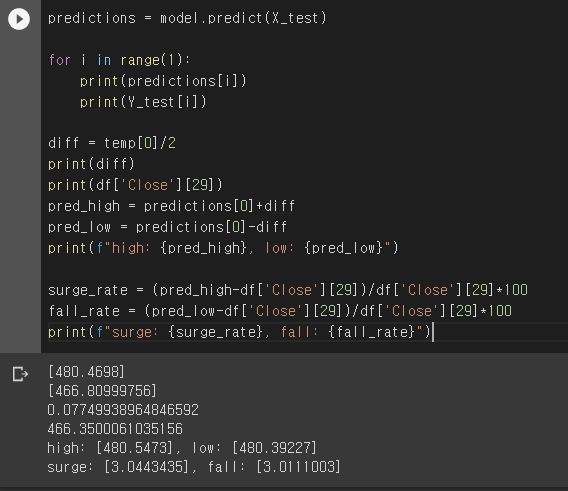 predictions = model.predict(X_test)
for i in range(1):
    print(predictions[i])
    print(Y_test[i])
diff = temp[0]/2
print(diff)
print(df['Close'][29])
pred_high = predictions[0]+diff
pred_low = predictions[0]-diff
print(f"high: {pred_high}, low: {pred_low}")
surge_rate = (pred_high-df['Close'][29])/df['Close'][29]*100
fall_rate = (pred_low-df['Close'][29])/df['Close'][29]*100
print(f"surge: {surge_rate}, fall: {fall_rate}")
[480.4698]
[466.80999756]
0.07749938964846592
466.3500061035156
high: [480.5473], low: [480.39227]
surge: [3.0443435], fall: [3.0111003]